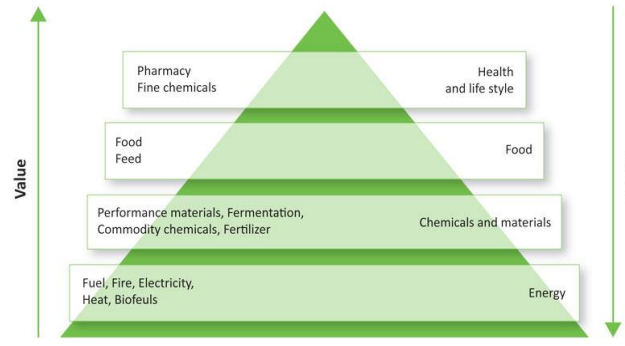 Value
Pharmacy
Fine chemicals
Health
and life style
Food
Feed
Food
Performance materials, Fermentation,
Commodity chemicals, Fertilizer
Chemicals and materials
Fuel, Fire, Electricity,
Heat, Biofeuls
Energy